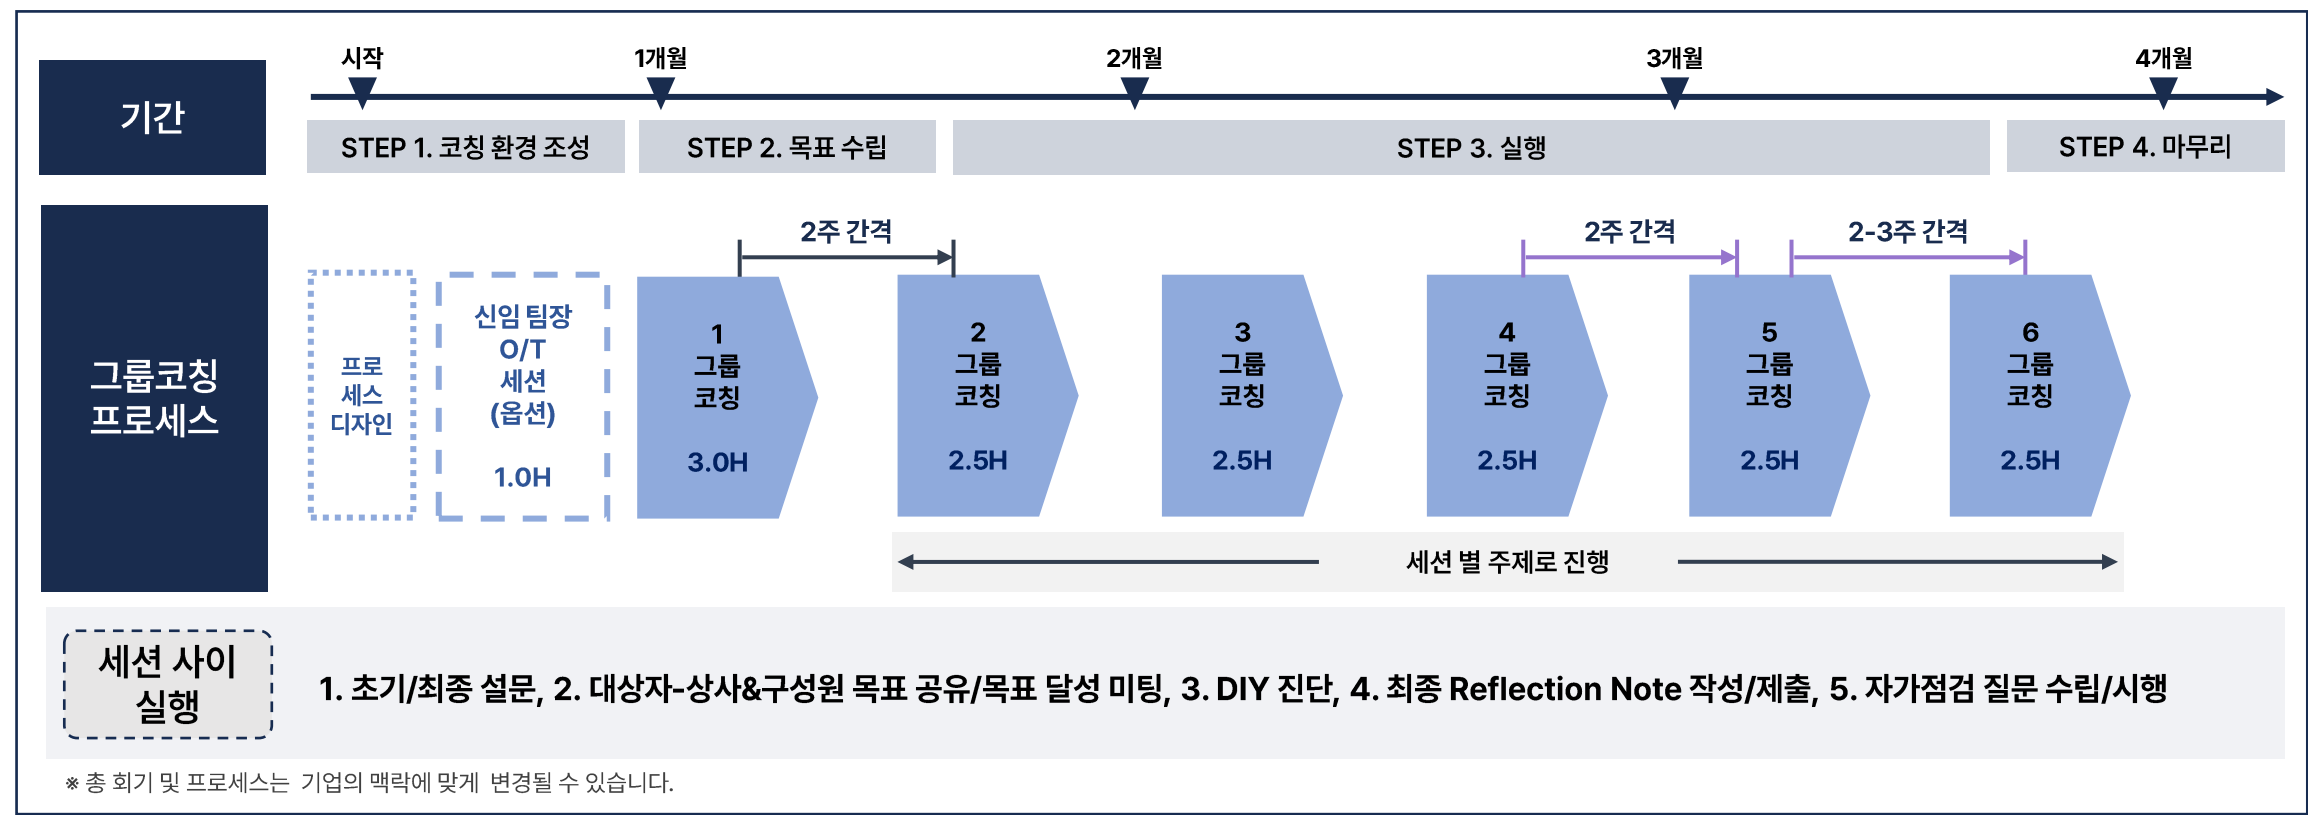 시작
1개월
2개월
3개월
4개월
기간
STEP 1. 코칭 환경 조성
STEP 2. 목표 수립
STEP 3. 실행
STEP 4. 마무리
그룹코칭
프로세스
2주 간격
2주 간격
2-3주 간격
프로
세스
디자인
신임 팀장
O/T
세션
(옵션)
1.0H
1
그룹
코칭
3.0H
2
그룹
코칭
2.5H
3
그룹
코칭
2.5H
4
그룹
코칭
2.5H
5
그룹
코칭
2.5H
6
그룹
코칭
2.5H
세션 별 주제로 진행
세션 사이
실행
1. 초기/최종 설문, 2. 대상자-상사&구성원 목표 공유/목표 달성 미팅, 3. DIY 진단, 4. 최종 Reflection Note 작성/제출, 5. 자가점검 질문 수립/시행
※ 총 회기 및 프로세스는 기업의 맥락에 맞게 변경될 수 있습니다.